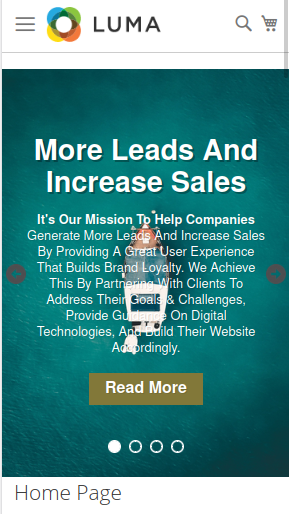 LUMA
More Leads And
Increase Sales
It's Our Mission To Help Companies
Generate More Leads And Increase Sales
By Providing A Great User Experience
That Builds Brand Loyalty. We Achieve
This By Partnering With Clients To
Address Their Goals & Challenges,
Provide Guidance On Digital
Technologies, And Build Their Website
Accordingly.
Read More
Home Page